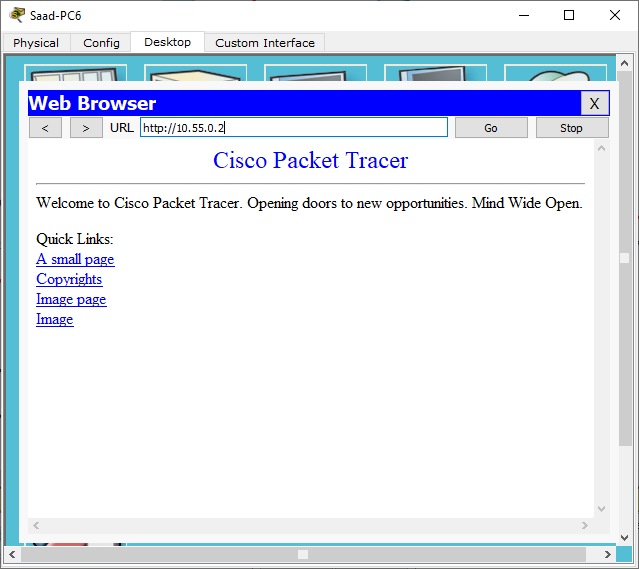 Saad-PC6
Physical Config Desktop Custom Interface
Web Browser X
< > URL http://10.55.0.2 Go Stop
Cisco Packet Tracer
Welcome to Cisco Packet Tracer. Opening doors to new opportunities. Mind Wide Open.
Quick Links:
A small page
Copyrights
Image page
Image